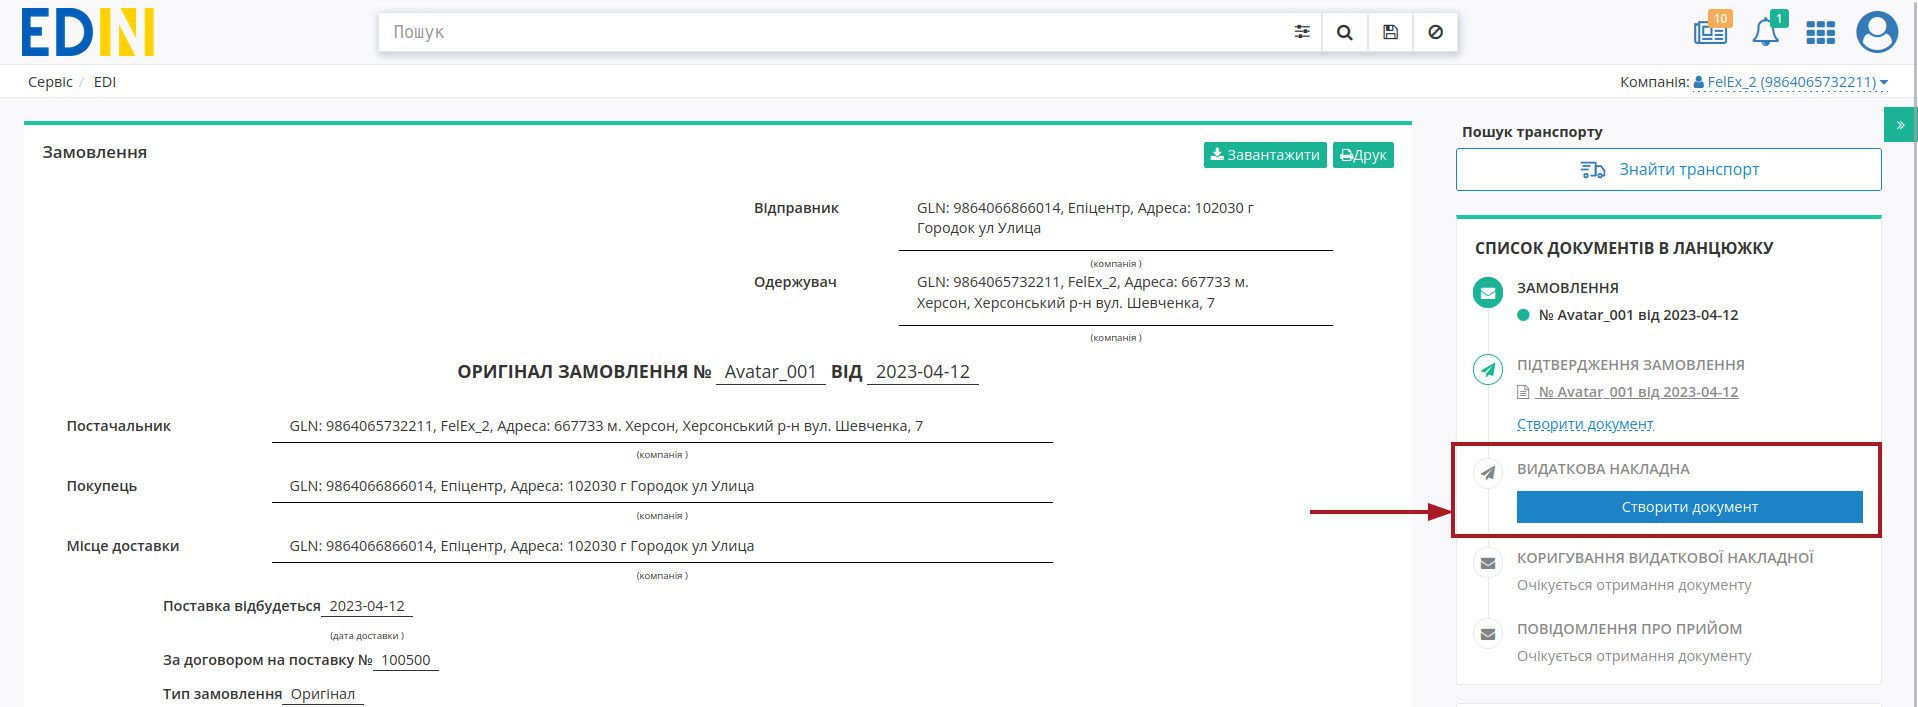 EDIN
Пошук
10
1
Сервіс / EDI
Компанія: FelEx_2 (9864065732211)
Замовлення
Завантажити
Друк
Відправник
GLN: 9864066866014, Епіцентр, Адреса: 102030 г
Городок ул Улица
(компанія )
Одержувач
GLN: 9864065732211, FelEx_2, Адреса: 667733 м.
Херсон, Херсонський р-н вул. Шевченка, 7
(компанія )
ОРИГІНАЛ ЗАМОВЛЕННЯ № Avatar_001 ВІД 2023-04-12
Постачальник
GLN: 9864065732211, FelEx_2, Адреса: 667733 м. Херсон, Херсонський р-н вул. Шевченка, 7
(компанія )
Покупець
GLN: 9864066866014, Епіцентр, Адреса: 102030 г Городок ул Улица
(компанія )
Місце доставки
GLN: 9864066866014, Епіцентр, Адреса: 102030 г Городок ул Улица
(компанія )
Поставка відбудеться 2023-04-12
(дата доставки )
За договором на поставку № 100500
Тип замовлення Оригінал
»
Пошук транспорту
Знайти транспорт
СПИСОК ДОКУМЕНТІВ В ЛАНЦЮЖКУ
ЗАМОВЛЕННЯ
№ Avatar_001 від 2023-04-12
ПІДТВЕРДЖЕННЯ ЗАМОВЛЕННЯ
№ Avatar_001 від 2023-04-12
Створити документ
ВИДАТКОВА НАКЛАДНА
Створити документ
КОРИГУВАННЯ ВИДАТКОВОЇ НАКЛАДНОЇ
Очікується отримання документу
ПОВІДОМЛЕННЯ ПРО ПРИЙОМ
Очікується отримання документу